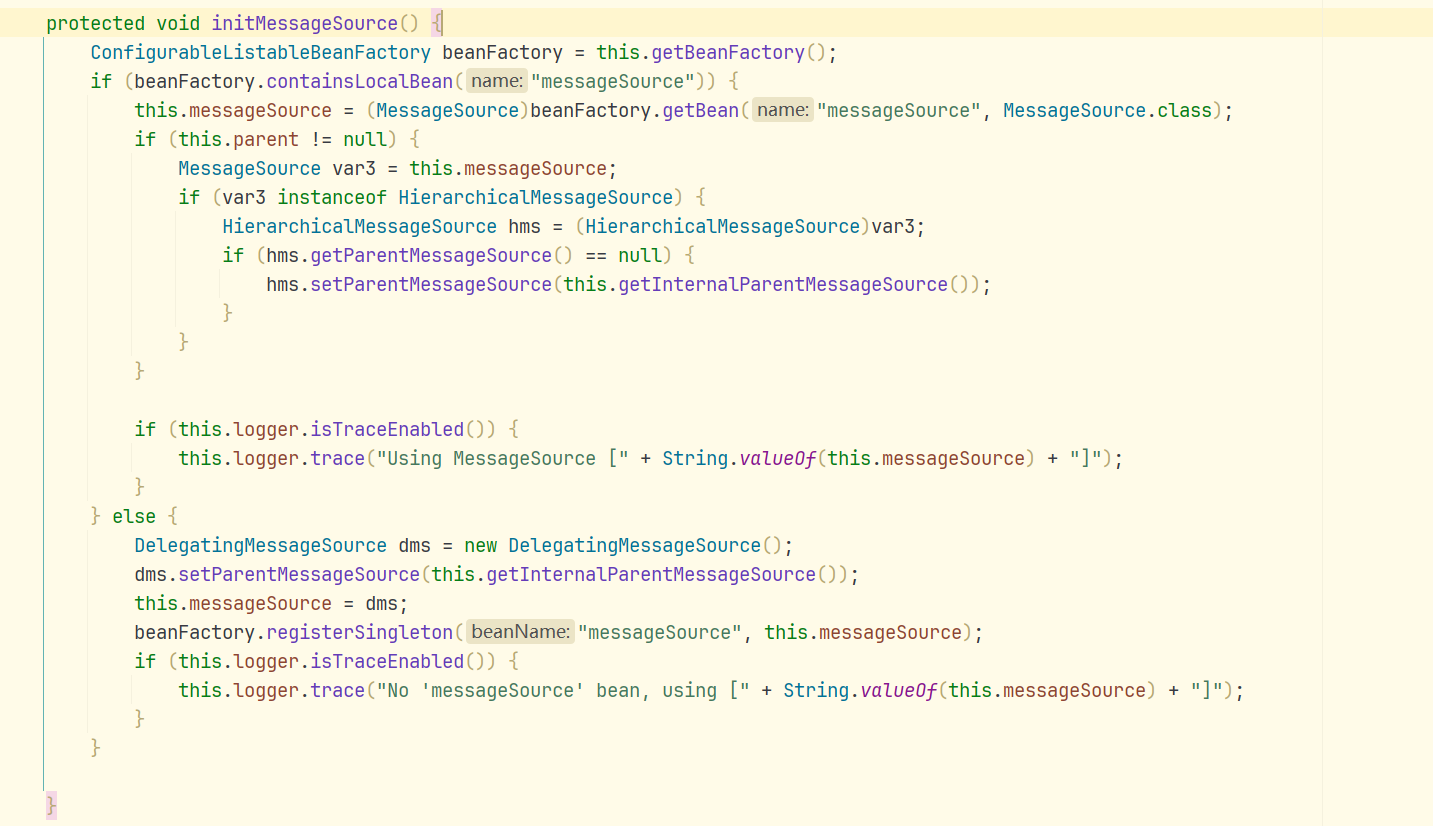 protected void initMessageSource() {
    ConfigurableListableBeanFactory beanFactory = this.getBeanFactory();
    if (beanFactory.containsLocalBean( name: "messageSource")) {
        this.messageSource = (MessageSource)beanFactory.getBean( name: "messageSource", MessageSource.class);
        if (this.parent != null) {
            MessageSource var3 = this.messageSource;
            if (var3 instanceof HierarchicalMessageSource) {
                HierarchicalMessageSource hms = (HierarchicalMessageSource)var3;
                if (hms.getParentMessageSource() == null) {
                    hms.setParentMessageSource(this.getInternalParentMessageSource());
                }
            }
        }

        if (this.logger.isTraceEnabled()) {
            this.logger.trace("Using MessageSource [" + String.valueOf(this.messageSource) + "]");
        }
    } else {
        DelegatingMessageSource dms = new DelegatingMessageSource();
        dms.setParentMessageSource(this.getInternalParentMessageSource());
        this.messageSource = dms;
        beanFactory.registerSingleton( beanName: "messageSource", this.messageSource);
        if (this.logger.isTraceEnabled()) {
            this.logger.trace("No 'messageSource' bean, using [" + String.valueOf(this.messageSource) + "]");
        }
    }

}